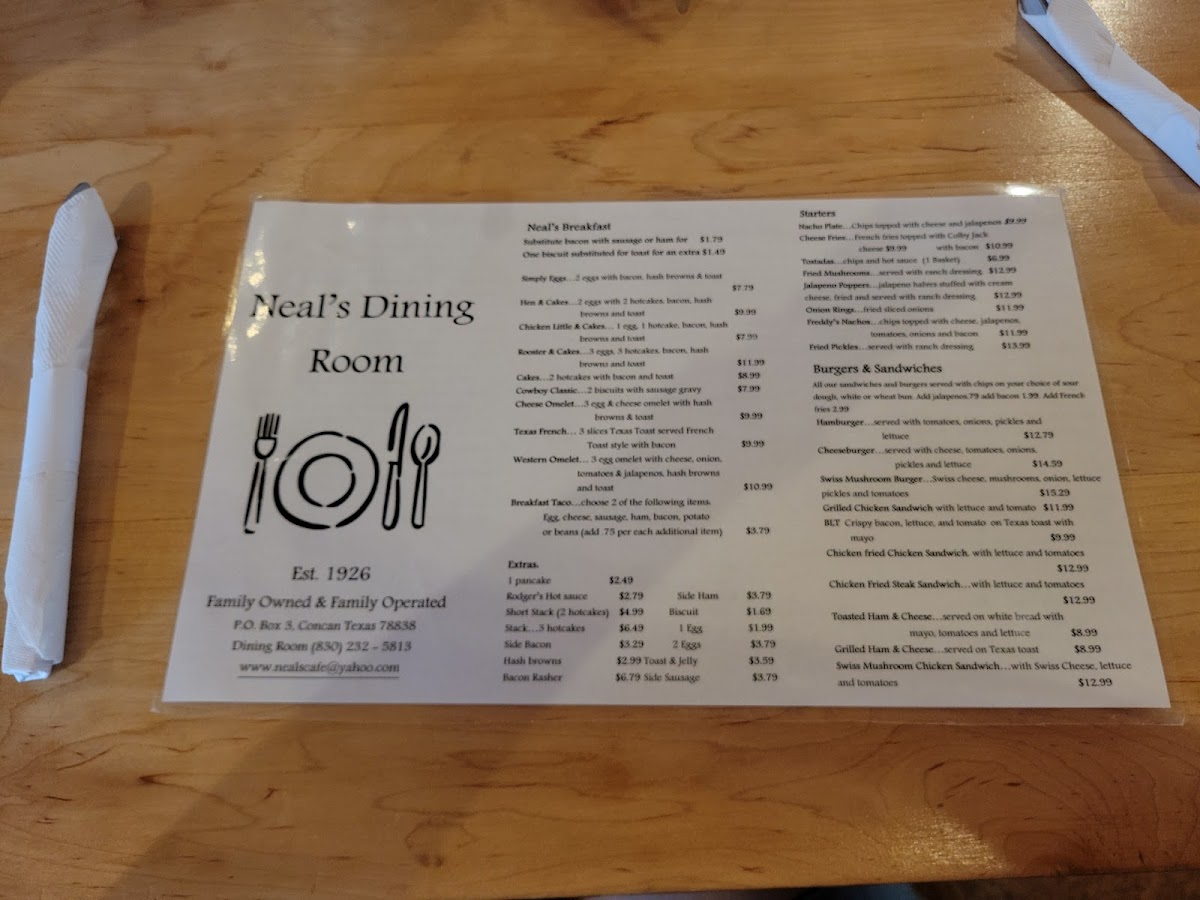 Neal's Dining
Room
Est. 1926
Family Owned & Family Operated
P.O. Box 3, Concan Texas 78838
Dining Room (830) 232 - 5813
www.nealscafe@yahoo.com
Neal's Breakfast
Substitute bacon with sausage or ham for $1.79
One biscuit substituted for toast for an extra $1.49
Simply Eggs...2 eggs with bacon, hash browns & toast
$7.79
Hen & Cakes...2 eggs with 2 hotcakes, bacon, hash
browns and toast $9.99
Chicken Little & Cakes... 1 egg, 1 hotcake, bacon, hash
browns and toast $7.99
Rooster & Cakes...3 eggs, 3 hotcakes, bacon, hash
browns and toast $11.99
Cakes...2 hotcakes with bacon and toast $8.99
Cowboy Classic...2 biscuits with sausage gravy $7.99
Cheese Omelet...3 egg & cheese omelet with hash
browns & toast $9.99
Texas French... 3 slices Texas Toast served French
Toast style with bacon $9.99
Western Omelet... 3 egg omelet with cheese, onion,
tomatoes & jalapenos, hash browns
and toast $10.99
Breakfast Taco...choose 2 of the following items.
Egg, cheese, sausage, ham, bacon, potato
or beans (add .75 per each additional item) $3.79
Extras.
1 pancake $2.49
Rodger's Hot sauce $2.79 Side Ham $3.79
Short Stack (2 hotcakes) $4.99 Biscuit $1.69
Stack...3 hotcakes $6.49 1 Egg $1.99
Side Bacon $3.29 2 Eggs $3.79
Hash browns $2.99 Toast & Jelly $3.59
Bacon Rasher $6.79 Side Sausage $3.79
Starters
Nacho Plate...Chips topped with cheese and jalapenos $9.99
Cheese Fries...French fries topped with Colby Jack
cheese $9.99 with bacon $10.99
Tostadas...chips and hot sauce (1 Basket) $6.99
Fried Mushrooms...served with ranch dressing $12.99
Jalapeno Poppers...jalapeno halves stuffed with cream
cheese, fried and served with ranch dressing $12.99
Onion Rings...fried sliced onions $11.99
Freddy's Nachos...chips topped with cheese, jalapenos,
tomatoes, onions and bacon $11.99
Fried Pickles...served with ranch dressing $13.99
Burgers & Sandwiches
All our sandwiches and burgers served with chips on your choice of sour
dough, white or wheat bun. Add jalapenos .79 add bacon 1.99. Add French
fries 2.99
Hamburger...served with tomatoes, onions, pickles and
lettuce $12.79
Cheeseburger...served with cheese, tomatoes, onions,
pickles and lettuce $14.59
Swiss Mushroom Burger...Swiss cheese, mushrooms, onion, lettuce
pickles and tomatoes $15.29
Grilled Chicken Sandwich with lettuce and tomato $11.99
BLT Crispy bacon, lettuce, and tomato on Texas toast with
mayo $9.99
Chicken fried Chicken Sandwich, with lettuce and tomatoes
$12.99
Chicken Fried Steak Sandwich...with lettuce and tomatoes
$12.99
Toasted Ham & Cheese...served on white bread with
mayo, tomatoes and lettuce $8.99
Grilled Ham & Cheese...served on Texas toast $8.99
Swiss Mushroom Chicken Sandwich...with Swiss Cheese, lettuce
and tomatoes $12.99